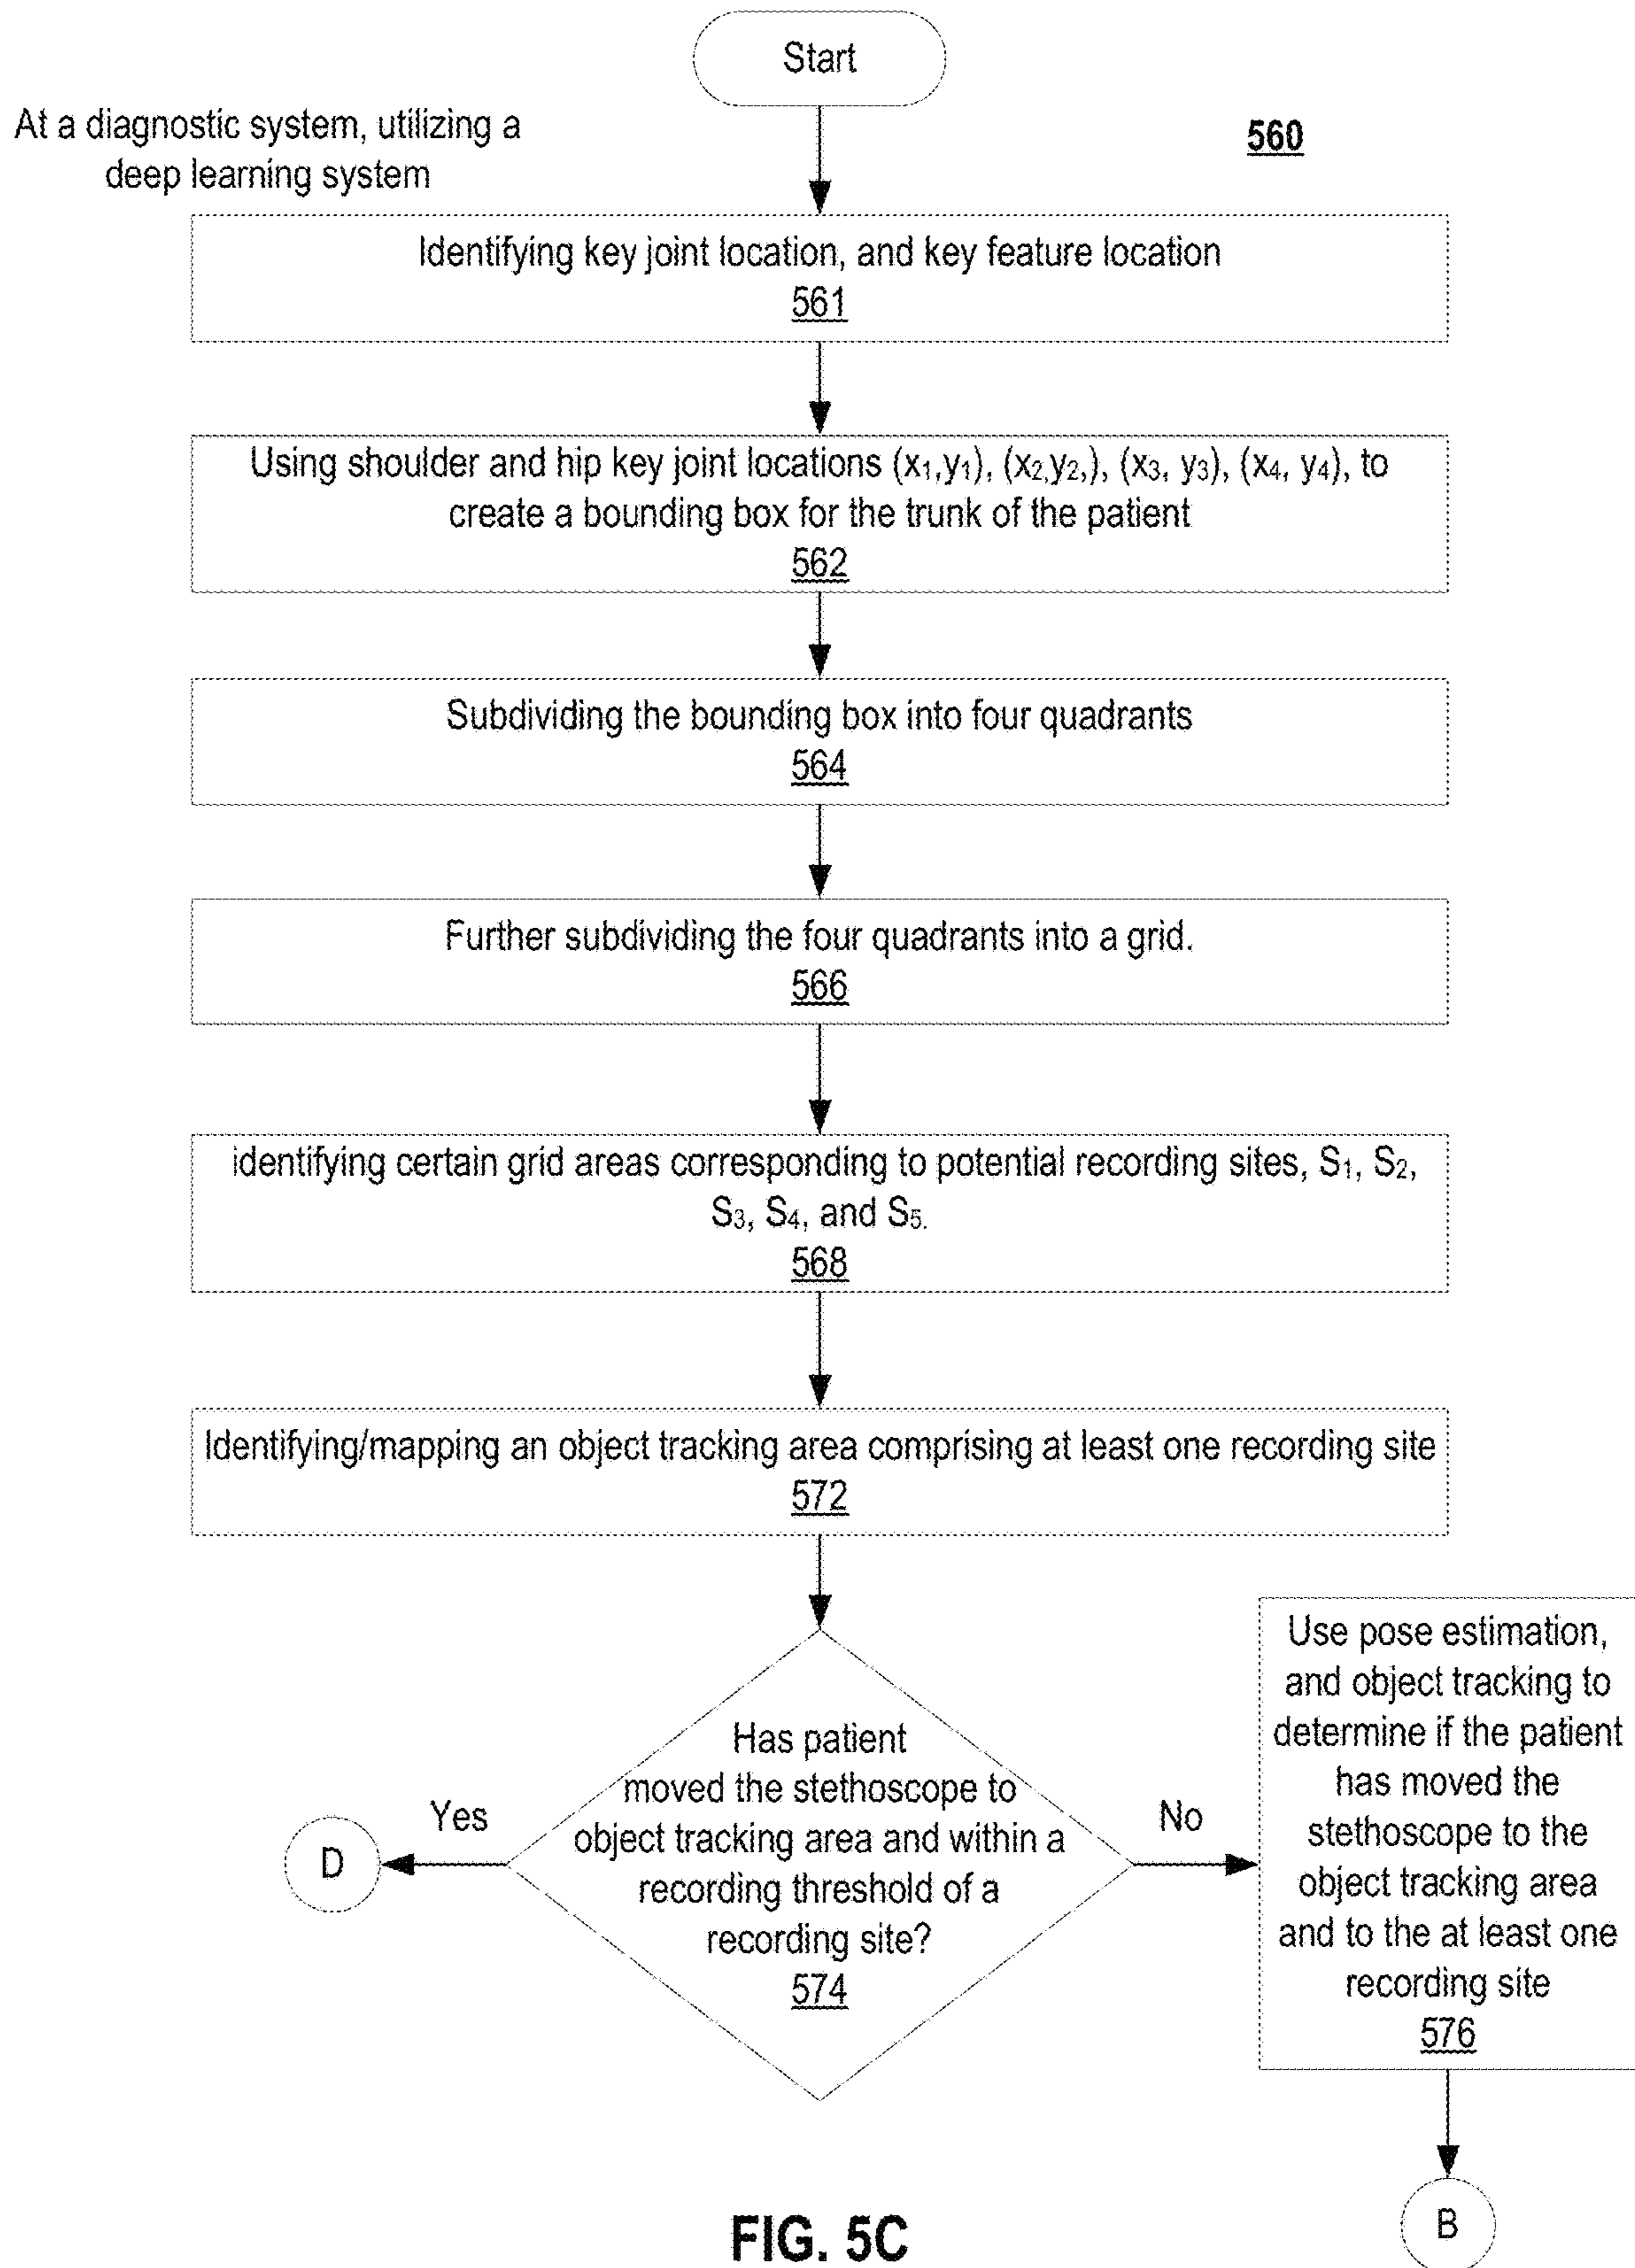 Start
At a diagnostic system, utilizing a
deep learning system
560
Identifying key joint location, and key feature location
561
Using shoulder and hip key joint locations (x₁,y₁), (x₂,y₂,), (x₃, y₃), (x₄, y₄), to
create a bounding box for the trunk of the patient
562
Subdividing the bounding box into four quadrants
564
Further subdividing the four quadrants into a grid.
566
identifying certain grid areas corresponding to potential recording sites, S₁, S₂,
S₃, S₄, and S₅.
568
Identifying/mapping an object tracking area comprising at least one recording site
572
Has patient
moved the stethoscope to
object tracking area and within a
recording threshold of a
recording site?
574
Yes
D
No
Use pose estimation,
and object tracking to
determine if the patient
has moved the
stethoscope to the
object tracking area
and to the at least one
recording site
576
B
FIG. 5C